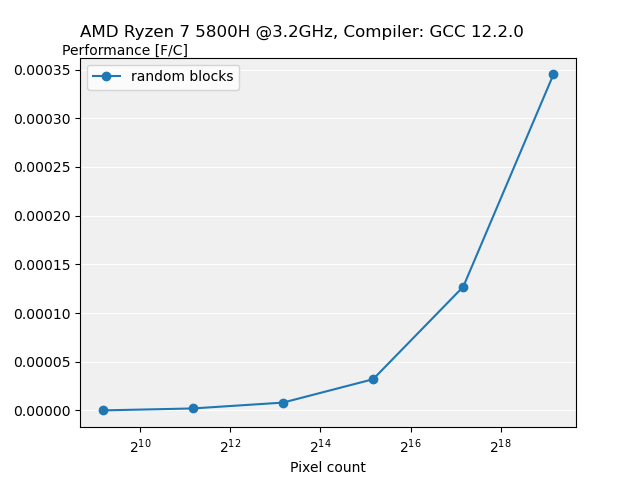 AMD Ryzen 7 5800H @3.2GHz, Compiler: GCC 12.2.0
Performance [F/C]
random blocks
0.00035
0.00030
0.00025
0.00020
0.00015
0.00010
0.00005
0.00000
2^10 2^12 2^14 2^16 2^18
Pixel count